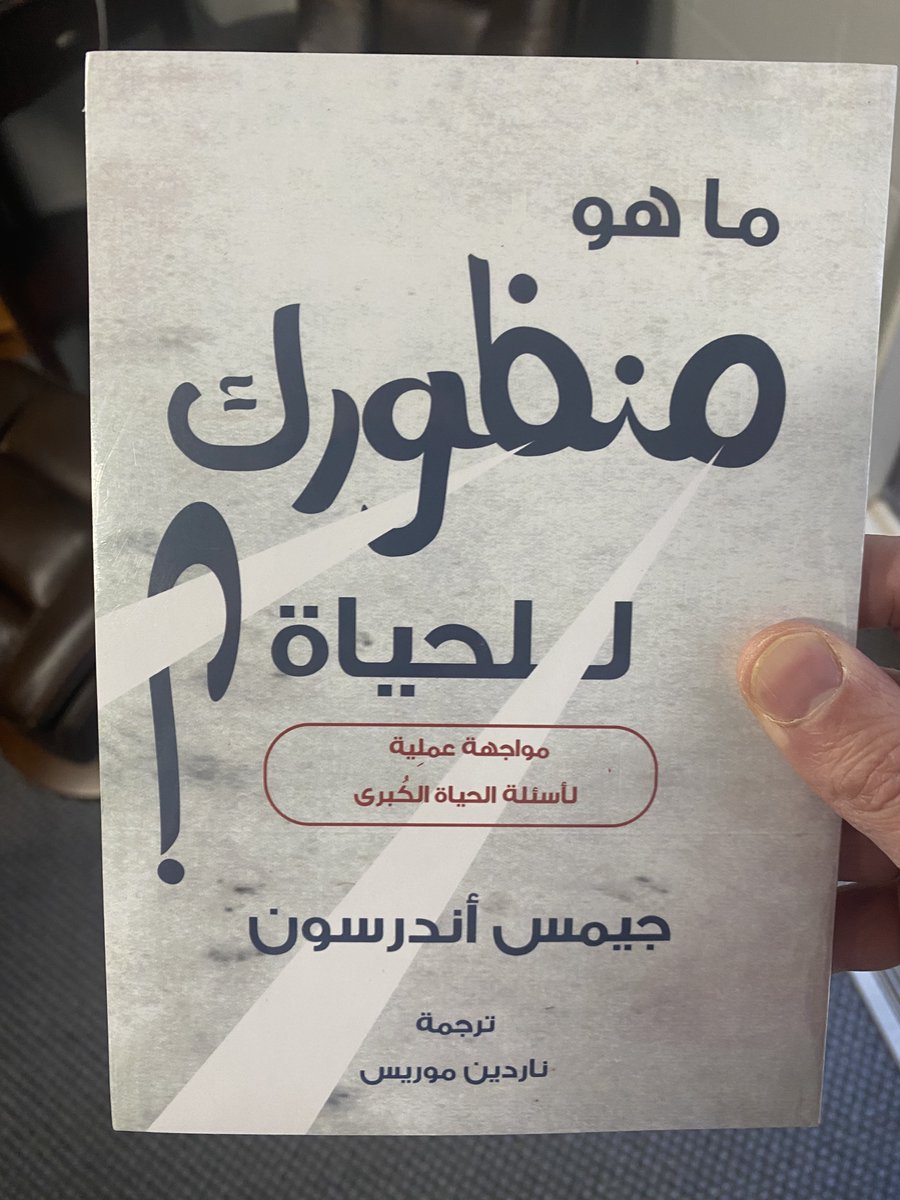 ما هو
منظورك
للحياة ؟
مواجهة عملِية
لأسئلة الحياة الكُبرى
جيمس أندرسون
ترجمة
ناردين موريس